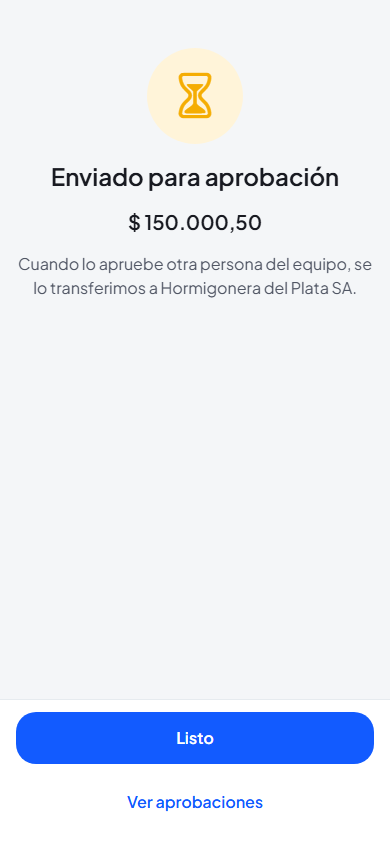 Enviado para aprobación
$ 150.000,50
Cuando lo apruebe otra persona del equipo, se
lo transferimos a Hormigonera del Plata SA.
Listo
Ver aprobaciones